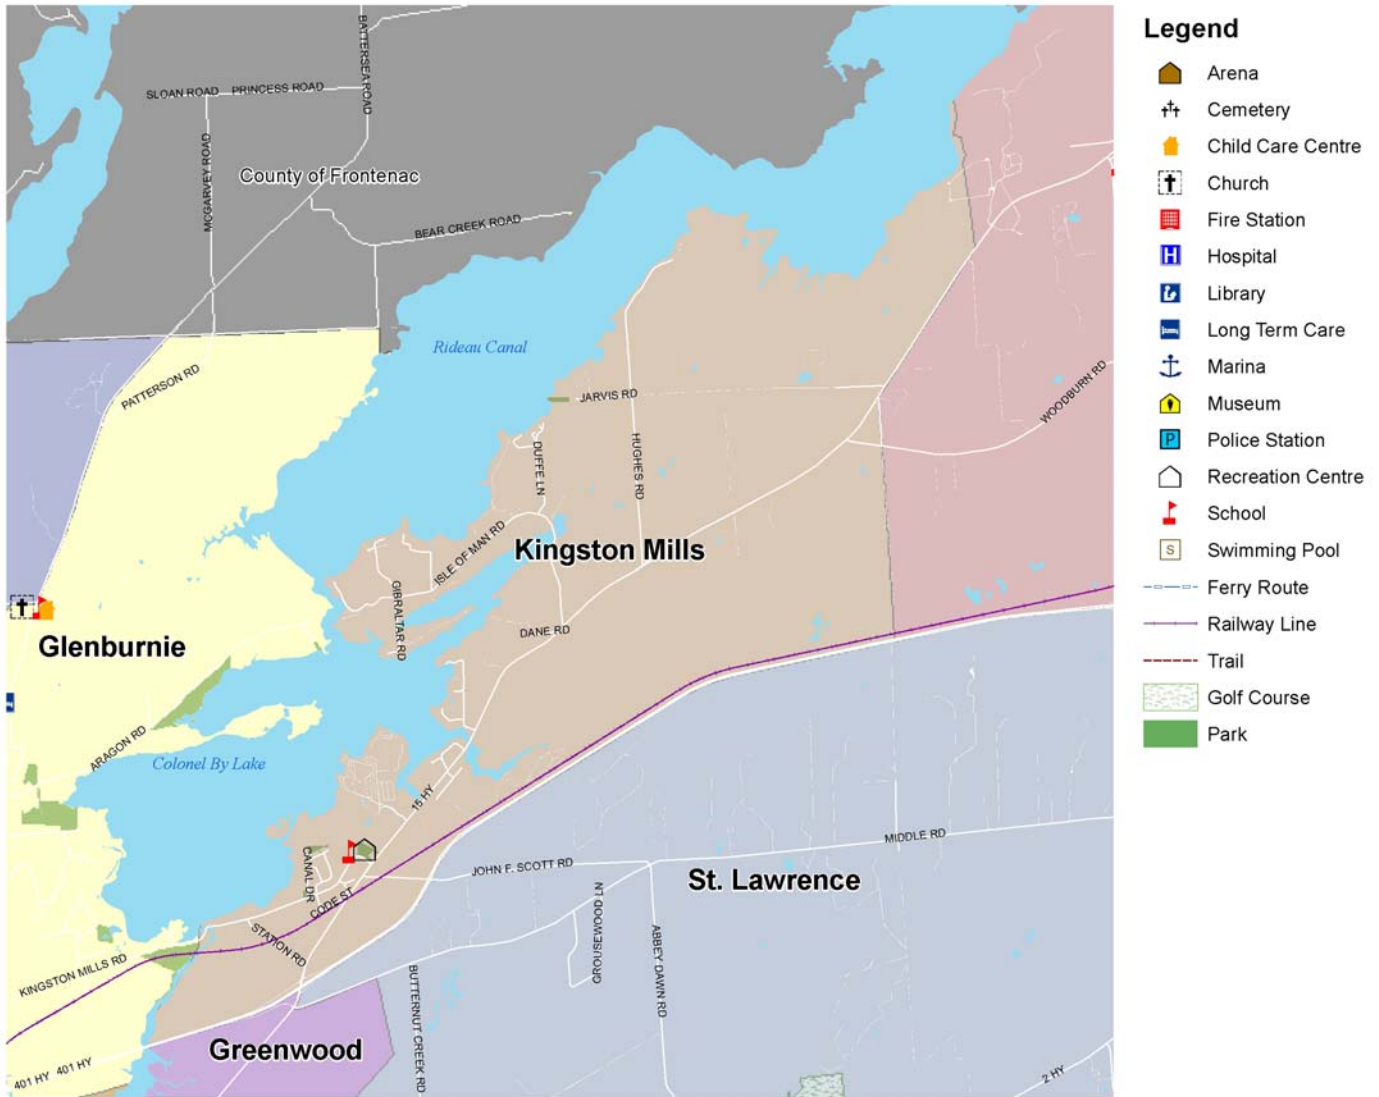 BATTERSEA ROAD
SLOAN ROAD
PRINCESS ROAD
MCGARVEY ROAD
County of Frontenac
BEAR CREEK ROAD
Rideau Canal
PATTERSON RD
JARVIS RD
WOODBURN RD
HUGHES RD
DUFFE LN
ISLE OF MAN RD
Kingston Mills
GIBRALTAR RD
DANE RD
Glenburnie
ARAGON RD
Colonel By Lake
15 HY
CANAL DR
CODE ST
STATION RD
JOHN F. SCOTT RD
MIDDLE RD
St. Lawrence
GROUSEWOOD LN
ABBEY DAWN RD
BUTTERNUT CREEK RD
KINGSTON MILLS RD
Greenwood
401 HY
401 HY
2 HY
Legend
Arena
Cemetery
Child Care Centre
Church
Fire Station
H Hospital
Library
Long Term Care
Marina
Museum
P Police Station
Recreation Centre
School
S Swimming Pool
Ferry Route
Railway Line
Trail
Golf Course
Park